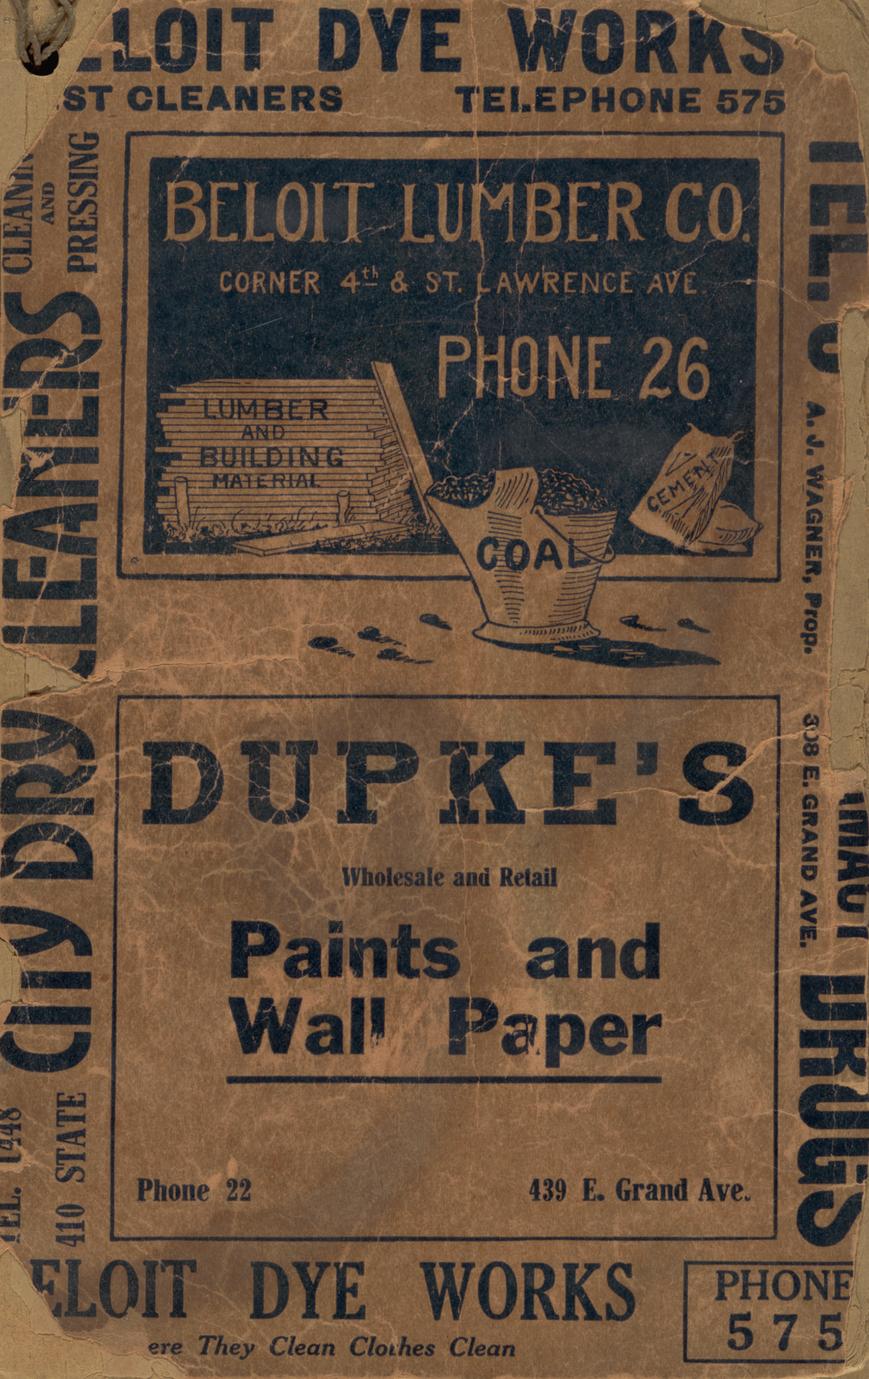 ELOIT DYE WORKS
ST CLEANERS TELEPHONE 575
CLEANIN
AND
PRESSING
CITY DRY LEANERS
TEL. 1448
410 STATE
BELOIT LUMBER CO.
CORNER 4th & ST. LAWRENCE AVE.
PHONE 26
LUMBER
AND
BUILDING
MATERIAL
COAL
CEMENT
DUPKE'S
Wholesale and Retail
Paints and
Wall Paper
Phone 22 439 E. Grand Ave.
TEL.
A. J. WAGNER, Prop.
308 E. GRAND AVE.
DRUGS
ELOIT DYE WORKS
ere They Clean Clothes Clean
PHONE
575